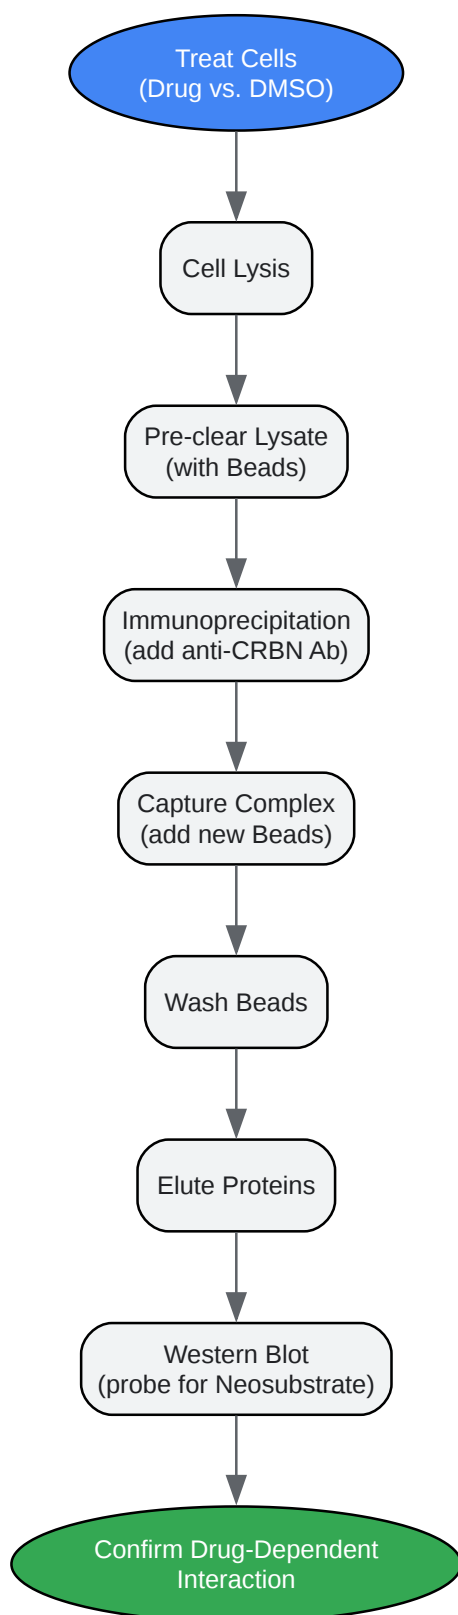 Treat Cells
(Drug vs. DMSO)
Cell Lysis
Pre-clear Lysate
(with Beads)
Immunoprecipitation
(add anti-CRBN Ab)
Capture Complex
(add new Beads)
Wash Beads
Elute Proteins
Western Blot
(probe for Neosubstrate)
Confirm Drug-Dependent
Interaction